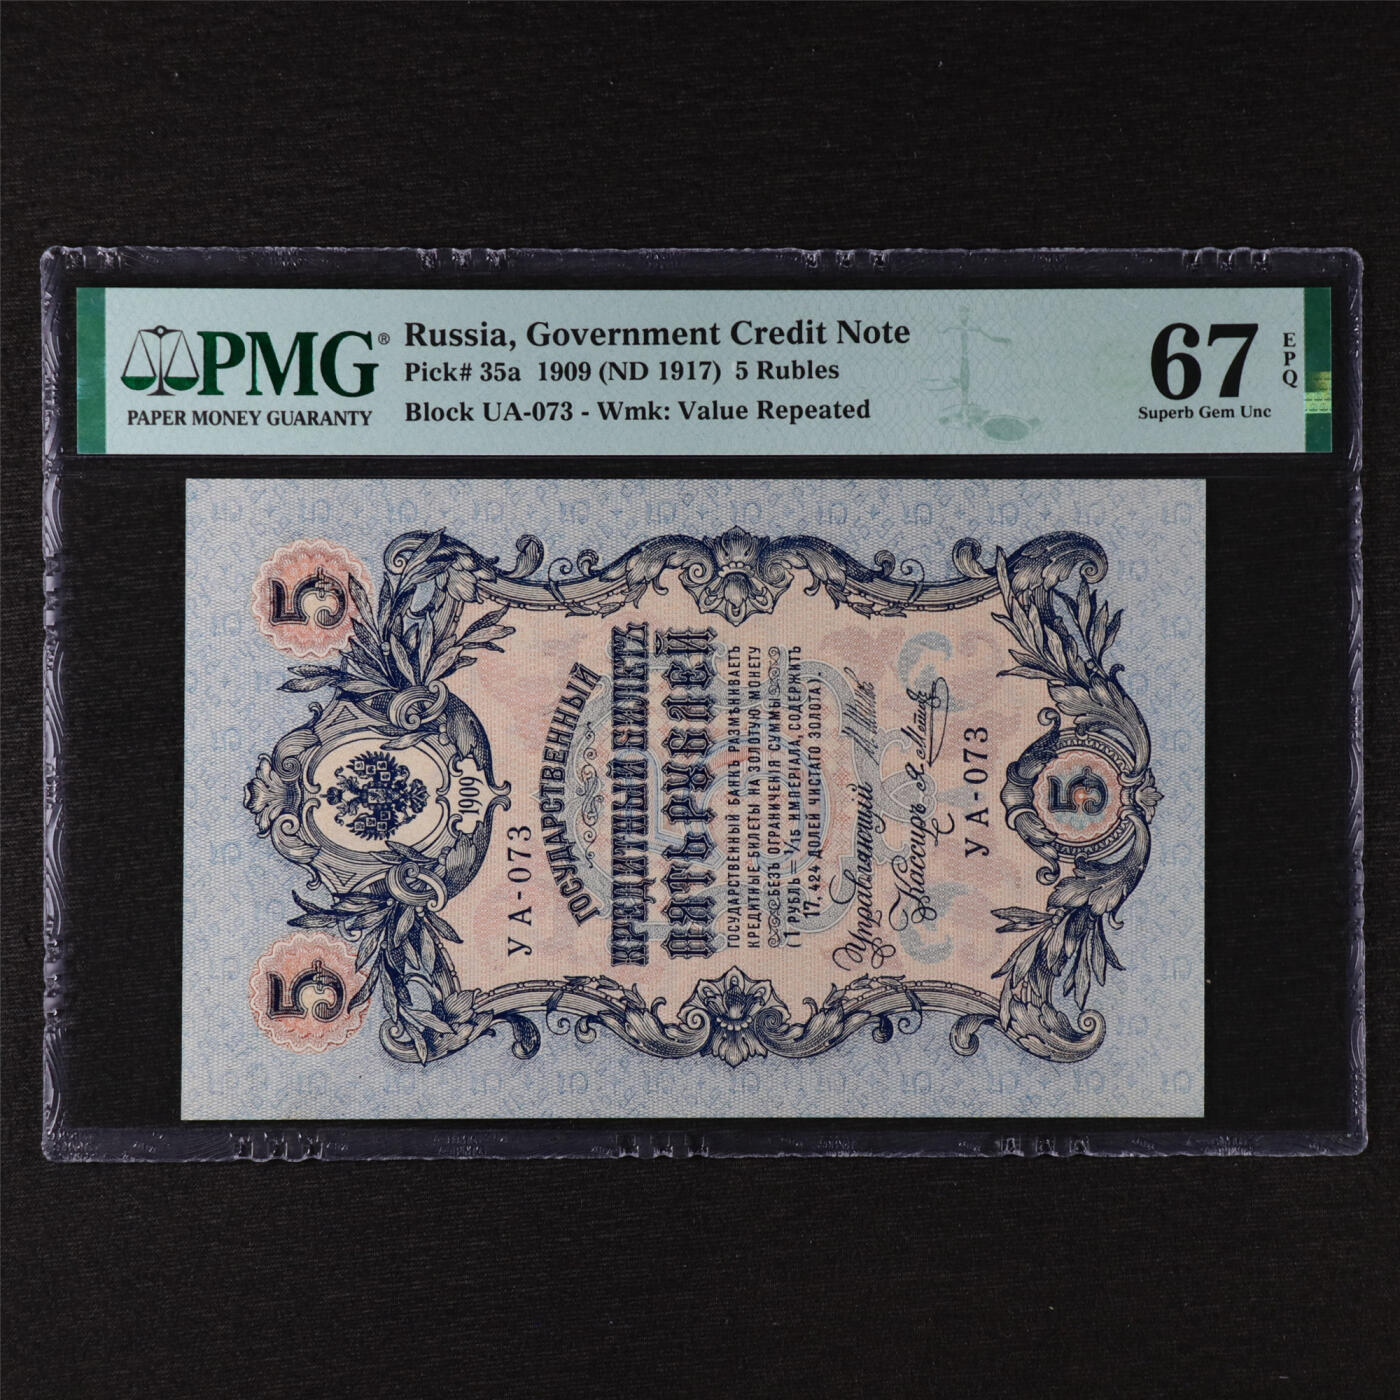 PMG®
PAPER MONEY GUARANTY
Russia, Government Credit Note
Pick# 35a 1909 (ND 1917) 5 Rubles
Block UA-073 - Wmk: Value Repeated
67
EPQ
Superb Gem Unc
5
5
1909
УА-073
ГОСУДАРСТВЕННЫЙ
КРЕДИТНЫЙ БИЛЕТЪ
ПЯТЬ РУБЛЕЙ
ГОСУДАРСТВЕННЫЙ БАНКЪ РАЗМѢНИВАЕТЪ
КРЕДИТНЫЕ БИЛЕТЫ НА ЗОЛОТУЮ МОНЕТУ
БЕЗЪ ОГРАНИЧЕНІЯ СУММЫ
(1 РУБЛЬ = 1/15 ИМПЕРІАЛА, СОДЕРЖИТЪ
17,424 ДОЛЕЙ ЧИСТАГО ЗОЛОТА).
Управляющій
Кассиръ
УА-073
5